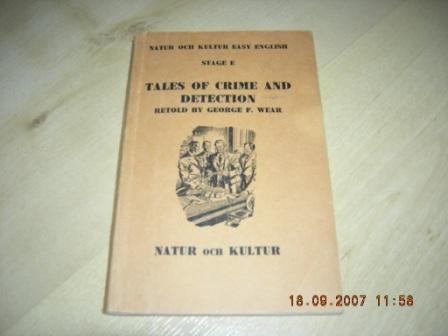 NATUR OCH KULTUR EASY ENGLISH
STAGE E
TALES OF CRIME AND
DETECTION
RETOLD BY GEORGE F. WEAR
NATUR OCH KULTUR
18.09.2007 11:58